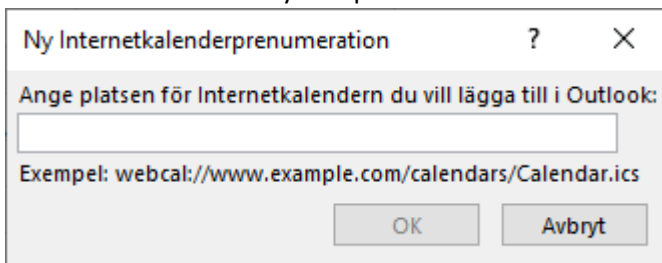 Ny Internetkalenderprenumeration ? ×
Ange platsen för Internetkalendern du vill lägga till i Outlook:
Exempel: webcal://www.example.com/calendars/Calendar.ics
OK Avbryt